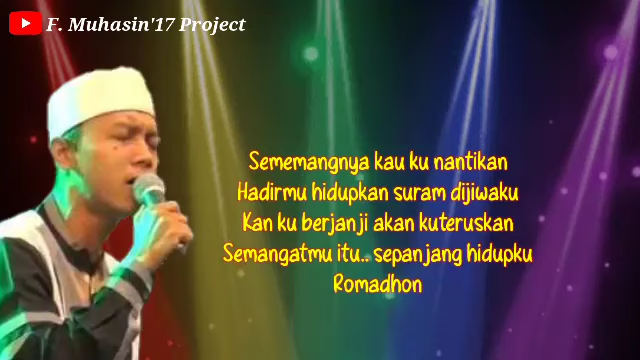 F. Muhasin'17 Project
Sememangnya kau ku nantikan
Hadirmu hidupkan suram dijiwaku
Kan ku berjanji akan kuteruskan
Semangatmu itu.. sepanjang hidupku
Romadhon